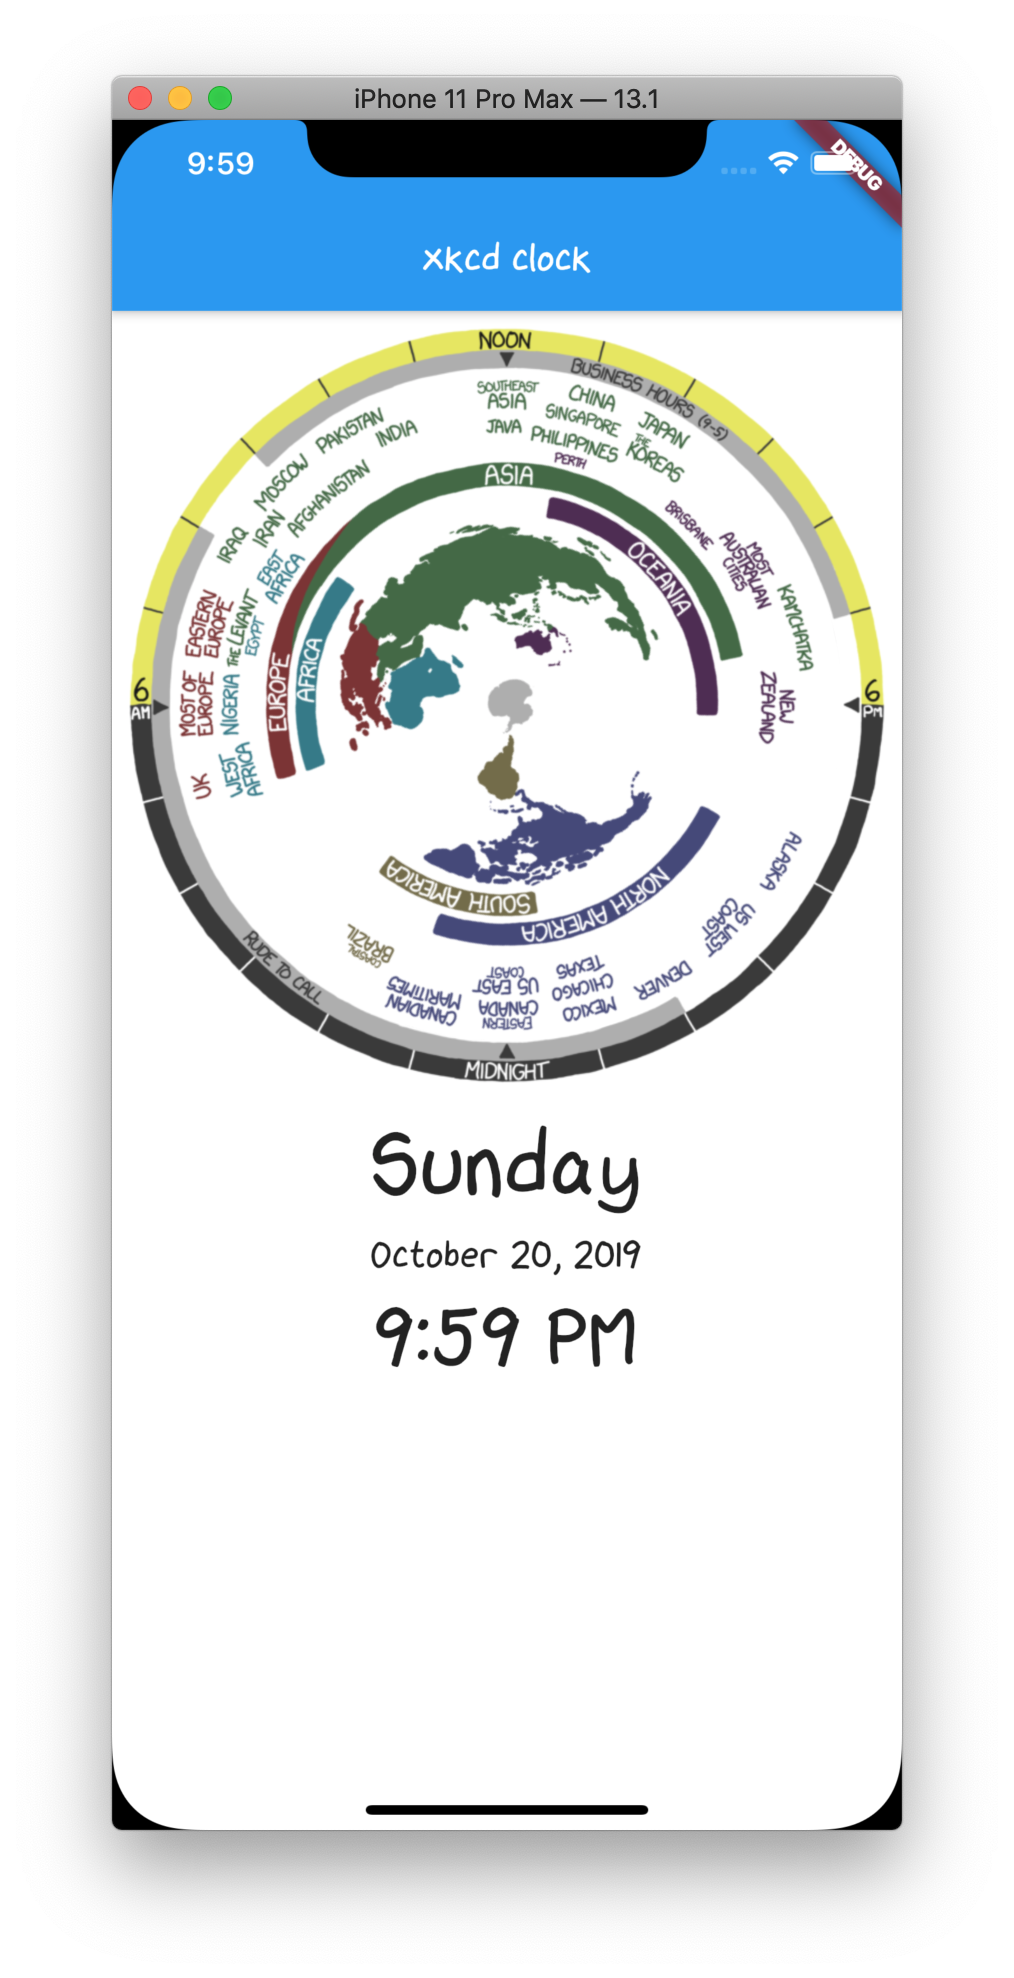 iPhone 11 Pro Max — 13.1
9:59
DEBUG
xkcd clock
NOON
BUSINESS HOURS (9-5)
SOUTHEAST
ASIA
JAVA
CHINA
SINGAPORE
PHILIPPINES
PERTH
JAPAN
THE
KOREAS
PAKISTAN
INDIA
MOSCOW
AFGHANISTAN
IRAN
IRAQ
ASIA
BRISBANE
MOST
AUSTRALIAN
CITIES
KAMCHATKA
OCEANIA
EAST
AFRICA
EASTERN
EUROPE
THE LEVANT
EGYPT
EUROPE
AFRICA
6
AM
MOST OF
EUROPE
NIGERIA
UK
WEST
AFRICA
NEW
ZEALAND
6
PM
ALASKA
US WEST
COAST
DENVER
NORTH AMERICA
SOUTH AMERICA
COASTAL
BRAZIL
CANADIAN
MARITIMES
EASTERN
CANADA
US EAST
COAST
MEXICO
CHICAGO
TEXAS
RUDE TO CALL
MIDNIGHT
Sunday
October 20, 2019
9:59 PM